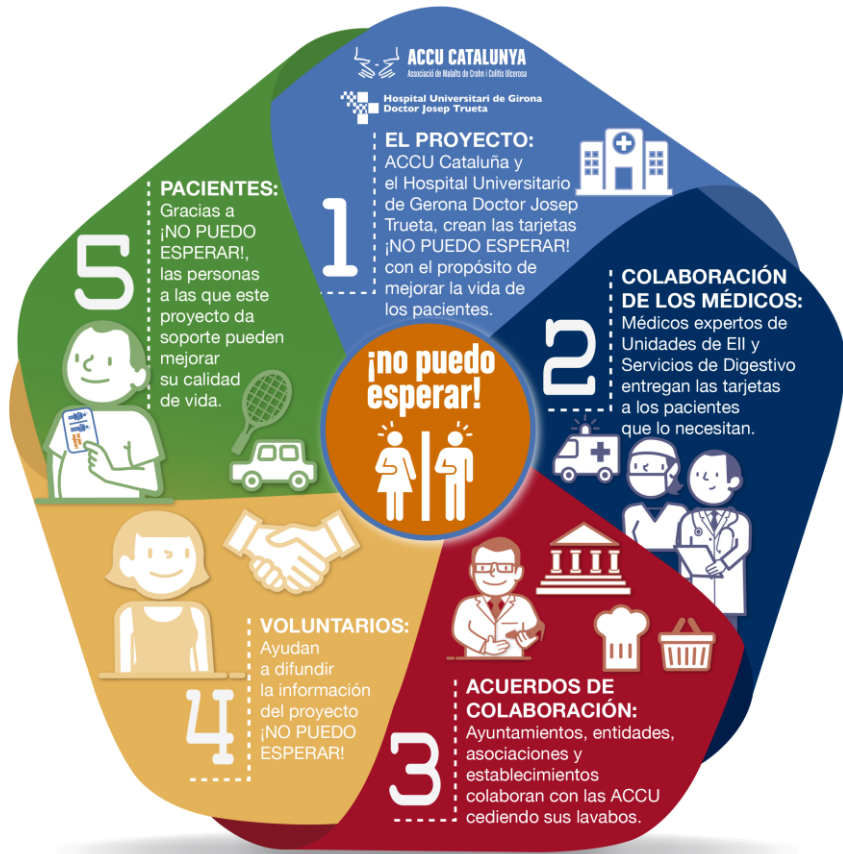 ACCU CATALUNYA
Associació de Malalts de Crohn i Colitis Ulcerosa
Hospital Universitari de Girona
Doctor Josep Trueta
1
EL PROYECTO:
ACCU Cataluña y
el Hospital Universitario
de Gerona Doctor Josep
Trueta, crean las tarjetas
¡NO PUEDO ESPERAR!
con el propósito de
mejorar la vida de
los pacientes.
2
COLABORACIÓN
DE LOS MÉDICOS:
Médicos expertos de
Unidades de EII y
Servicios de Digestivo
entregan las tarjetas
a los pacientes
que lo necesitan.
3
ACUERDOS DE
COLABORACIÓN:
Ayuntamientos, entidades,
asociaciones y
establecimientos
colaboran con las ACCU
cediendo sus lavabos.
4
VOLUNTARIOS:
Ayudan
a difundir
la información
del proyecto
¡NO PUEDO
ESPERAR!
5
PACIENTES:
Gracias a
¡NO PUEDO
ESPERAR!,
las personas
a las que este
proyecto da
soporte pueden
mejorar
su calidad
de vida.
¡no puedo
esperar!